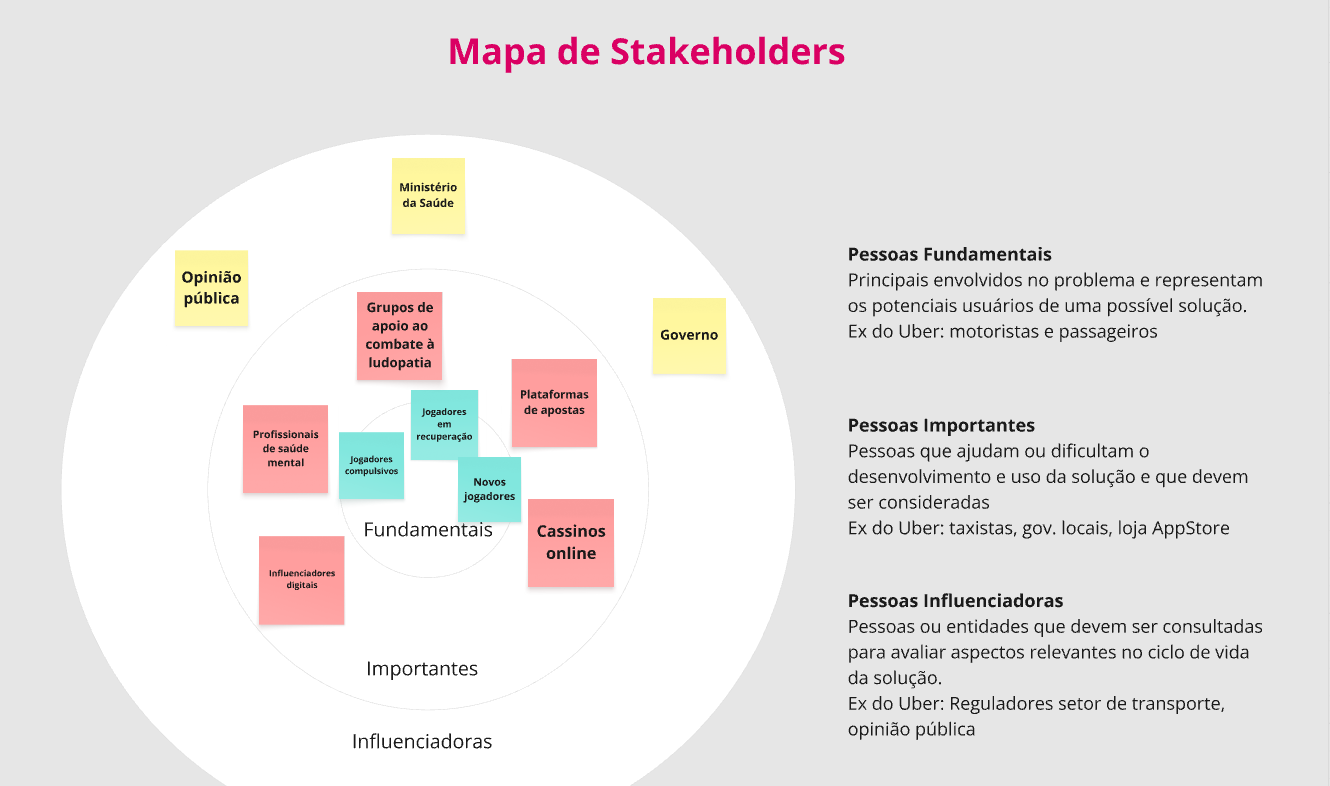 Mapa de Stakeholders
Ministério
da Saúde
Opinião
pública
Governo
Grupos de
apoio ao
combate à
ludopatia
Plataformas
de apostas
Profissionais
de saúde
mental
Jogadores
em
recuperação
Jogadores
compulsivos
Novos
jogadores
Fundamentais
Cassinos
online
Influenciadores
digitais
Importantes
Influenciadoras
Pessoas Fundamentais
Principais envolvidos no problema e representam
os potenciais usuários de uma possível solução.
Ex do Uber: motoristas e passageiros
Pessoas Importantes
Pessoas que ajudam ou dificultam o
desenvolvimento e uso da solução e que devem
ser consideradas
Ex do Uber: taxistas, gov. locais, loja AppStore
Pessoas Influenciadoras
Pessoas ou entidades que devem ser consultadas
para avaliar aspectos relevantes no ciclo de vida
da solução.
Ex do Uber: Reguladores setor de transporte,
opinião pública